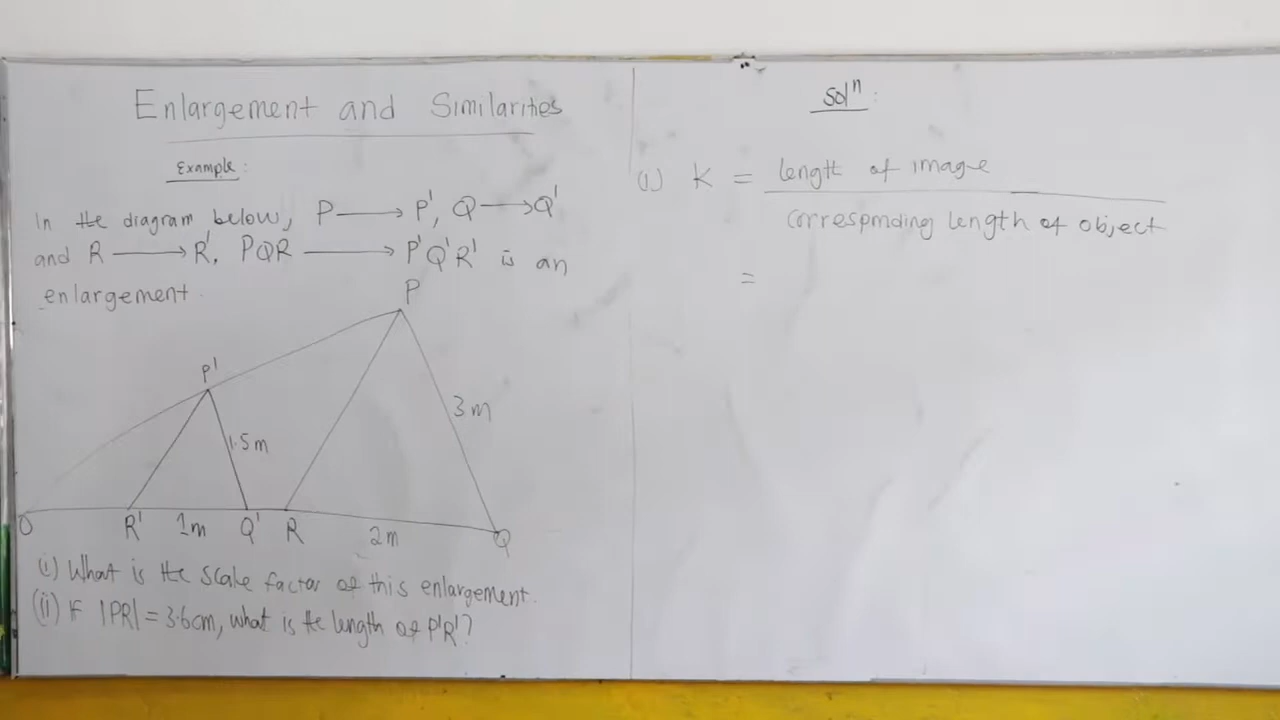 Enlargement and Similarities
Example:
In the diagram below, P → P', Q → Q'
and R → R', PQR → P'Q'R' is an
enlargement.
P
P'
3m
1.5m
O R' 1m Q' R 2m Q
(i) What is the scale factor of this enlargement.
(ii) If |PR| = 3.6cm, what is the length of P'R'?
Solⁿ:
(i) K = length of image
corresponding length of object
=